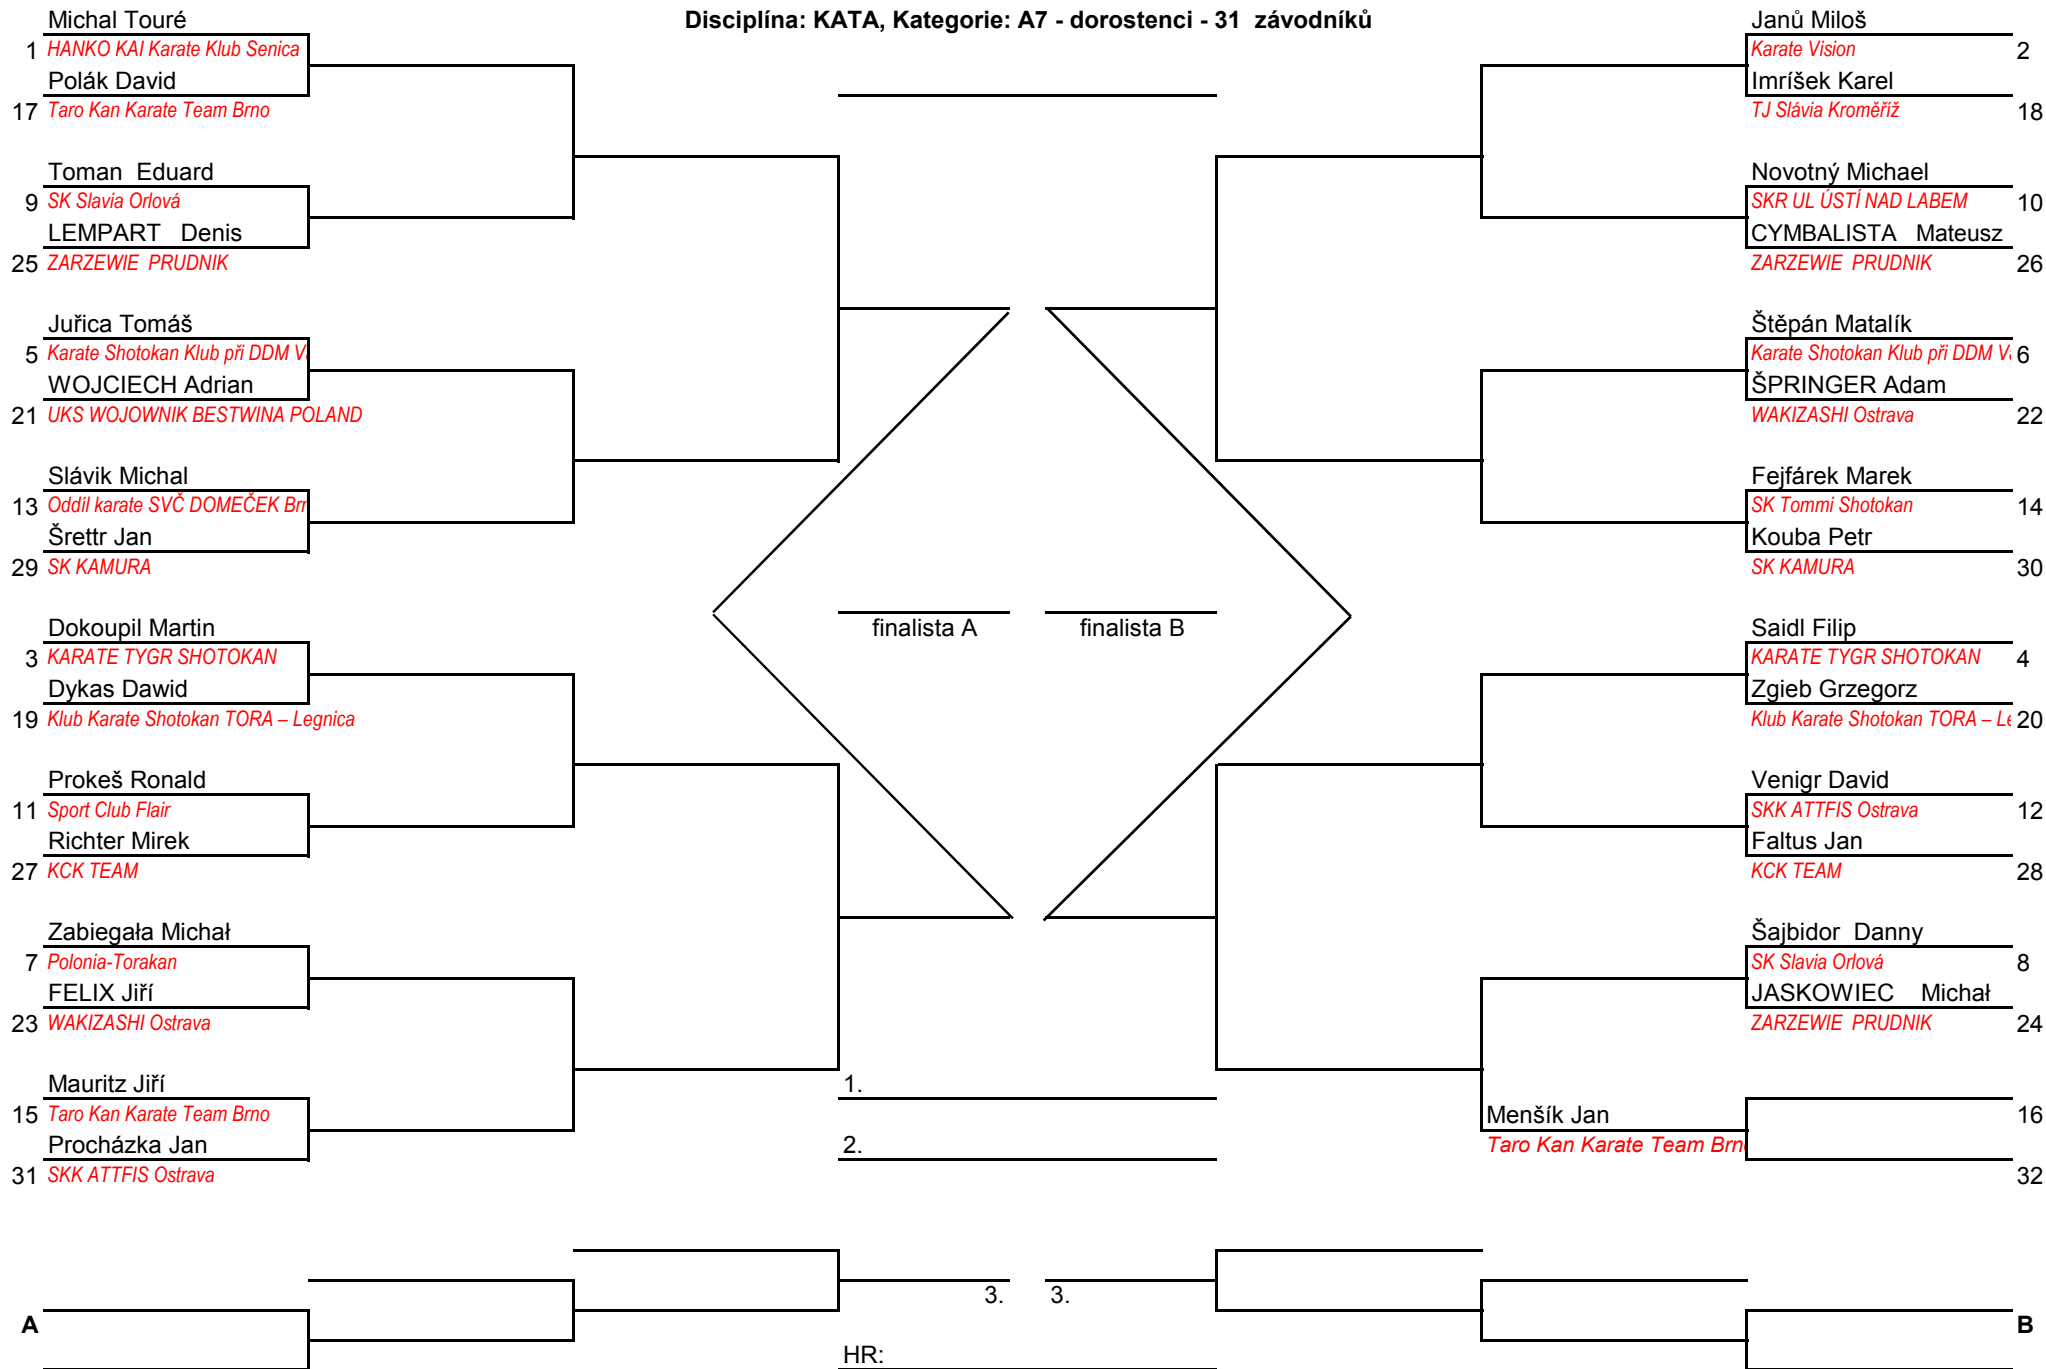 Disciplína: KATA, Kategorie: A7 - dorostenci - 31 závodníků
Michal Touré
1 HANKO KAI Karate Klub Senica
Polák David
17 Taro Kan Karate Team Brno
Toman Eduard
9 SK Slavia Orlová
LEMPART Denis
25 ZARZEWIE PRUDNIK
Juřica Tomáš
5 Karate Shotokan Klub při DDM
WOJCIECH Adrian
21 UKS WOJOWNIK BESTWINA POLAND
Slávik Michal
13 Oddíl karate SVČ DOMEČEK Brn
Šrettr Jan
29 SK KAMURA
Dokoupil Martin
3 KARATE TYGR SHOTOKAN
Dykas Dawid
19 Klub Karate Shotokan TORA – Legnica
Prokeš Ronald
11 Sport Club Flair
Richter Mirek
27 KCK TEAM
Zabiegała Michał
7 Polonia-Torakan
FELIX Jiří
23 WAKIZASHI Ostrava
Mauritz Jiří
15 Taro Kan Karate Team Brno
Procházka Jan
31 SKK ATTFIS Ostrava
A
finalista A
finalista B
1.
2.
3.
3.
HR:
Janů Miloš
Karate Vision 2
Imríšek Karel
TJ Slávia Kroměříž 18
Novotný Michael
SKR UL ÚSTÍ NAD LABEM 10
CYMBALISTA Mateusz
ZARZEWIE PRUDNIK 26
Štěpán Matalík
Karate Shotokan Klub při DDM 6
ŠPRINGER Adam
WAKIZASHI Ostrava 22
Fejfárek Marek
SK Tommi Shotokan 14
Kouba Petr
SK KAMURA 30
Saidl Filip
KARATE TYGR SHOTOKAN 4
Zgieb Grzegorz
Klub Karate Shotokan TORA – Le 20
Venigr David
SKK ATTFIS Ostrava 12
Faltus Jan
KCK TEAM 28
Šajbidor Danny
SK Slavia Orlová 8
JASKOWIEC Michał
ZARZEWIE PRUDNIK 24
Menšík Jan 16
Taro Kan Karate Team Brno
32
B